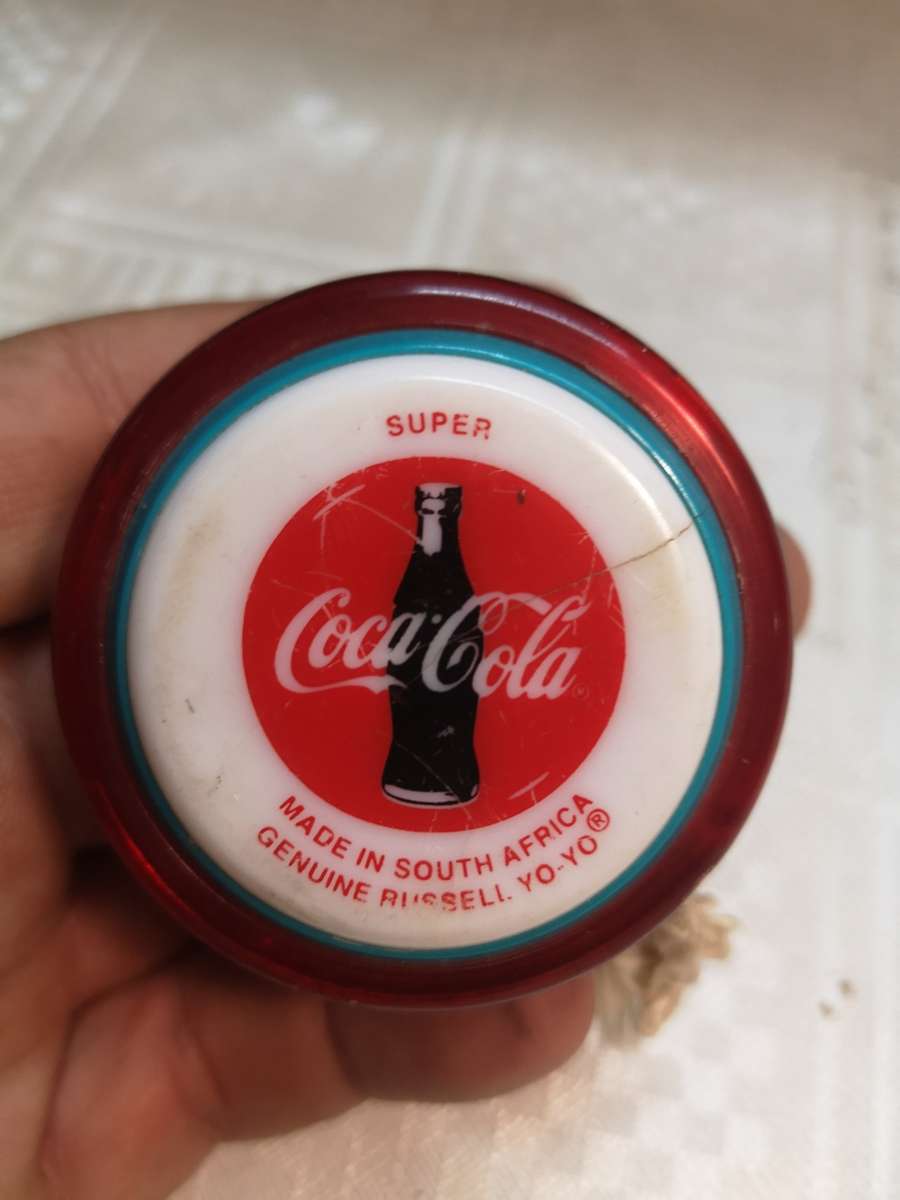 SUPER
Coca-Cola®
MADE IN SOUTH AFRICA
GENUINE RUSSELL YO-YO®